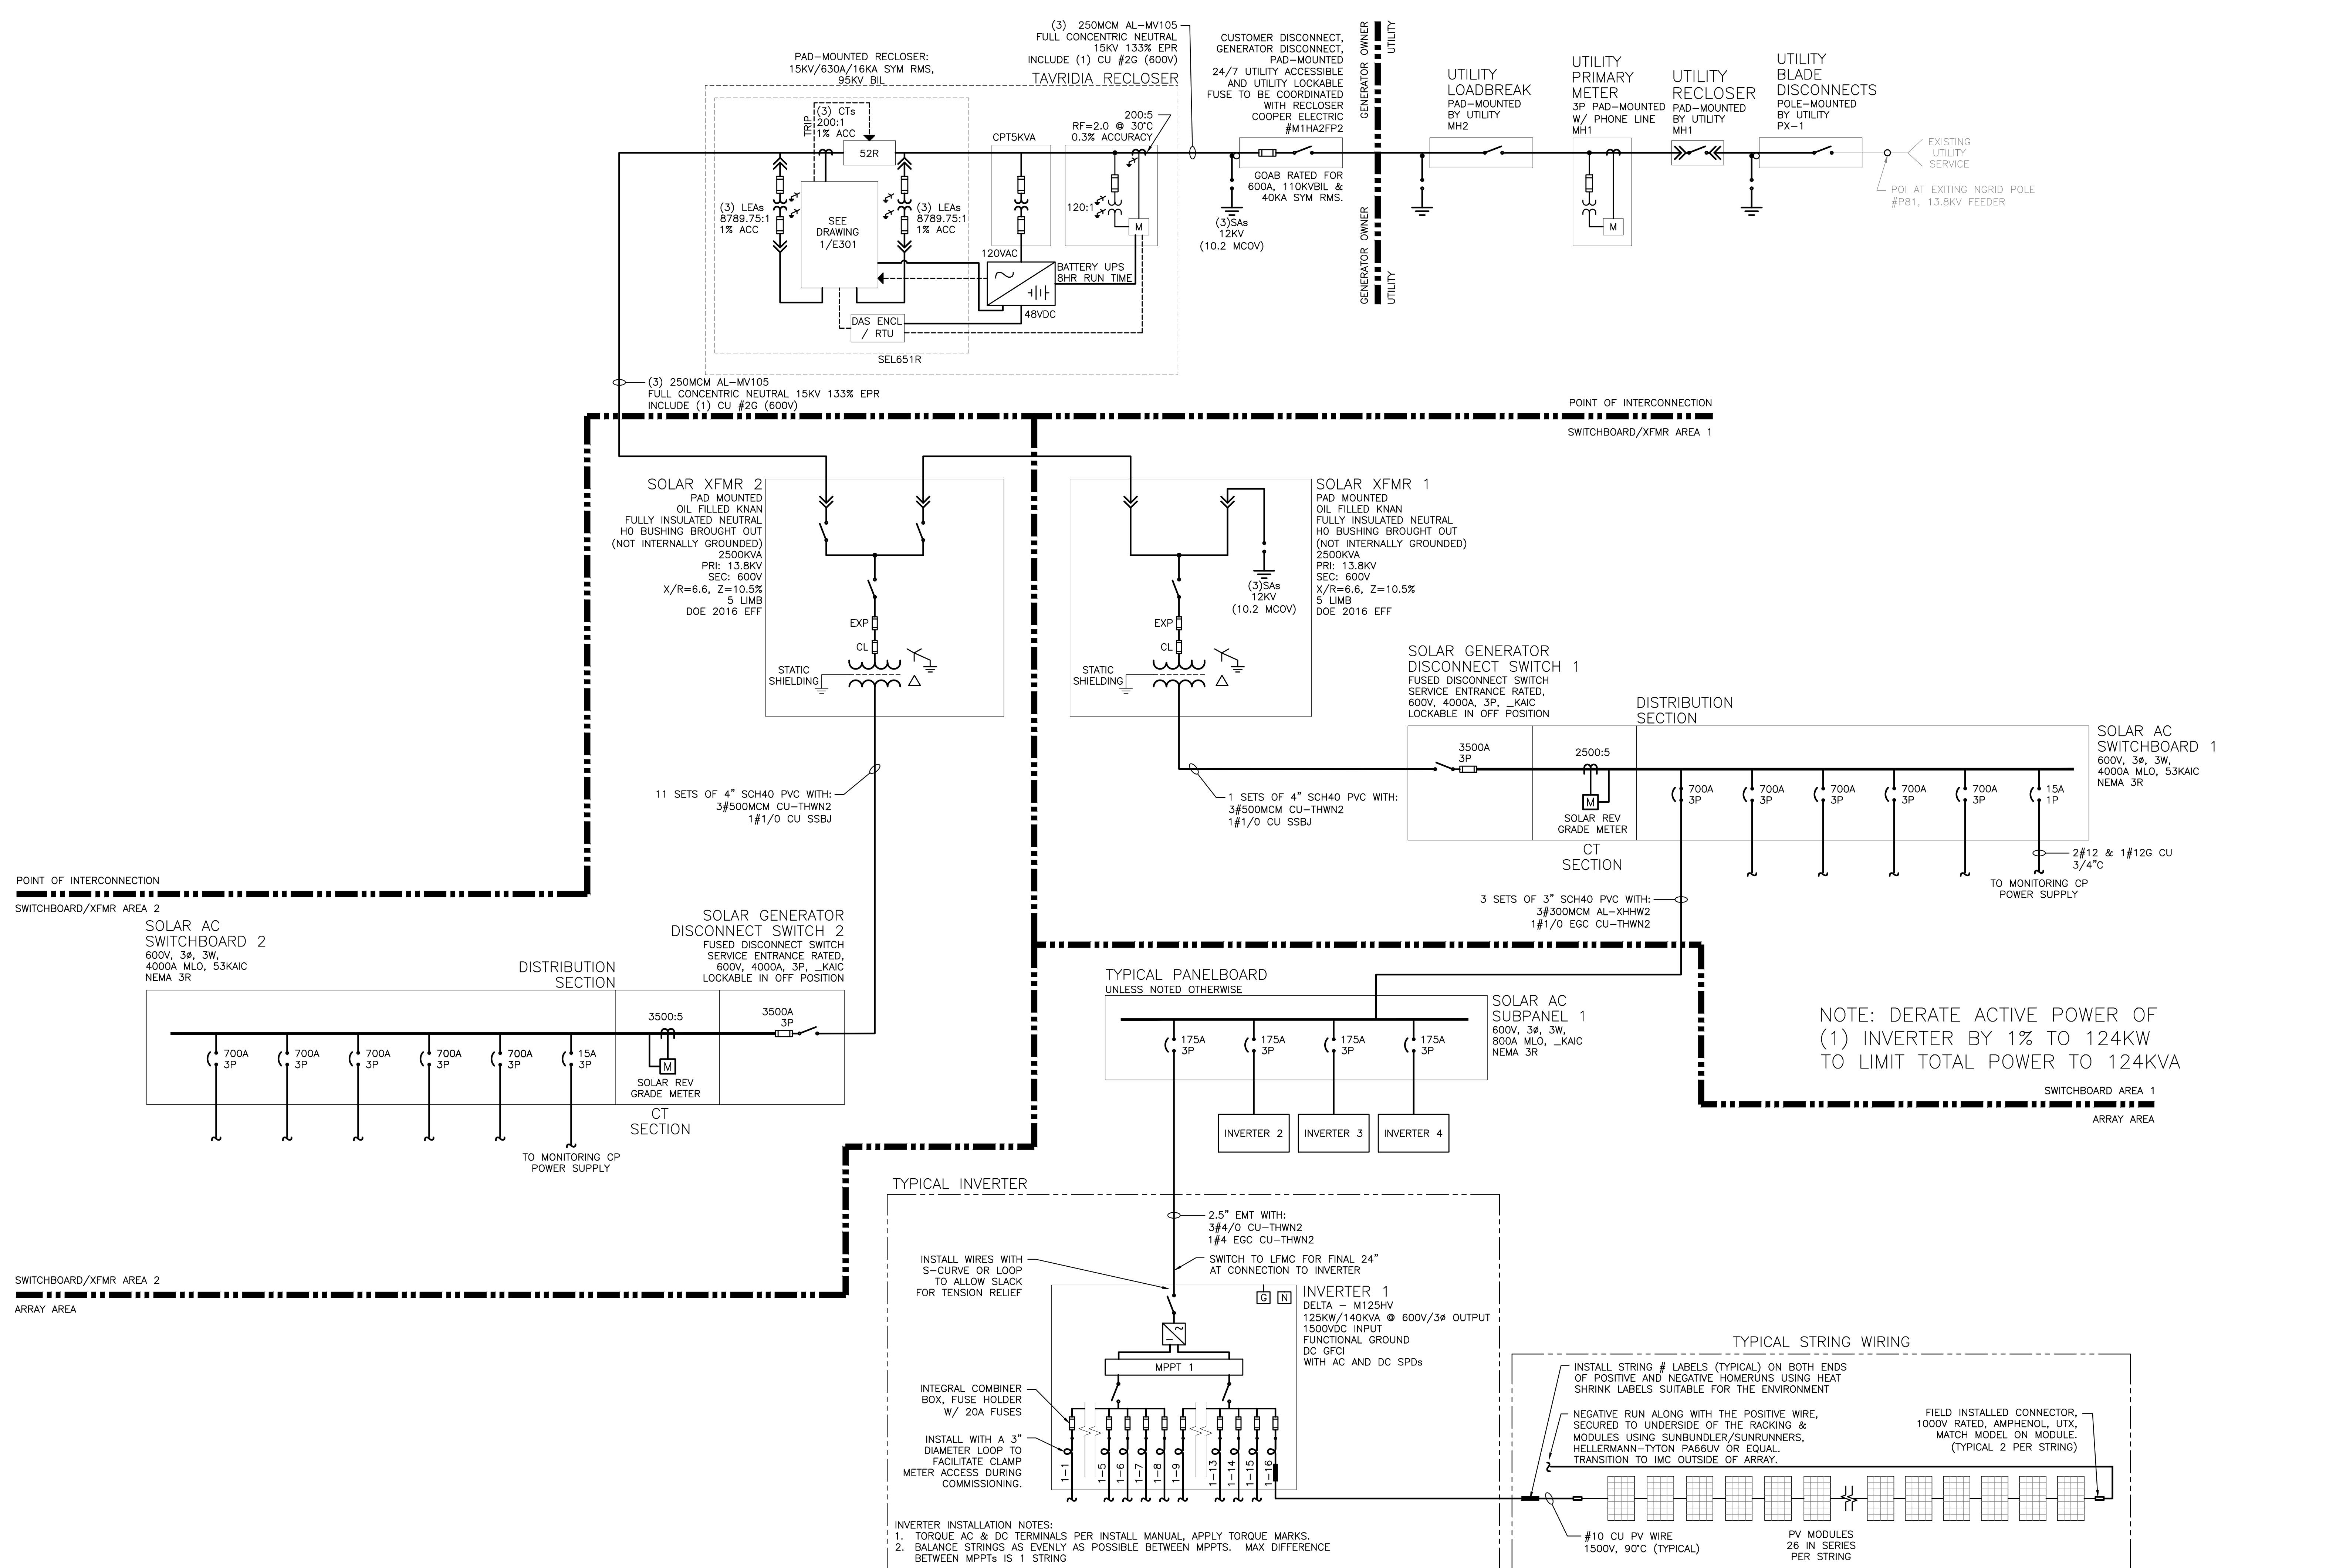 (3) 250MCM AL-MV105
FULL CONCENTRIC NEUTRAL
15KV 133% EPR
INCLUDE (1) CU #2G (600V)
PAD-MOUNTED RECLOSER:
15KV/630A/16KA SYM RMS,
95KV BIL
TAVRIDIA RECLOSER
CUSTOMER DISCONNECT,
GENERATOR DISCONNECT,
PAD-MOUNTED
24/7 UTILITY ACCESSIBLE
AND UTILITY LOCKABLE
FUSE TO BE COORDINATED
WITH RECLOSER
COOPER ELECTRIC
#M1HA2FP2
GENERATOR OWNER
UTILITY
UTILITY
LOADBREAK
PAD-MOUNTED
BY UTILITY
MH2
UTILITY
PRIMARY
METER
3P PAD-MOUNTED
W/ PHONE LINE
MH1
UTILITY
RECLOSER
PAD-MOUNTED
BY UTILITY
MH1
UTILITY
BLADE
DISCONNECTS
POLE-MOUNTED
BY UTILITY
PX-1
TRIP
(3) CTs
200:1
1% ACC
52R
CPT5KVA
200:5
RF=2.0 @ 30°C
0.3% ACCURACY
EXISTING
UTILITY
SERVICE
POI AT EXITING NGRID POLE
#P81, 13.8KV FEEDER
GOAB RATED FOR
600A, 110KVBIL &
40KA SYM RMS.
(3) LEAs
8789.75:1
1% ACC
SEE
DRAWING
1/E301
(3) LEAs
8789.75:1
1% ACC
120:1
M
M
(3)SAs
12KV
(10.2 MCOV)
GENERATOR OWNER
UTILITY
120VAC
BATTERY UPS
8HR RUN TIME
48VDC
DAS ENCL
/ RTU
SEL651R
(3) 250MCM AL-MV105
FULL CONCENTRIC NEUTRAL 15KV 133% EPR
INCLUDE (1) CU #2G (600V)
POINT OF INTERCONNECTION
SWITCHBOARD/XFMR AREA 1
SOLAR XFMR 2
PAD MOUNTED
OIL FILLED KNAN
FULLY INSULATED NEUTRAL
H0 BUSHING BROUGHT OUT
(NOT INTERNALLY GROUNDED)
2500KVA
PRI: 13.8KV
SEC: 600V
X/R=6.6, Z=10.5%
5 LIMB
DOE 2016 EFF
EXP
CL
STATIC
SHIELDING
SOLAR XFMR 1
PAD MOUNTED
OIL FILLED KNAN
FULLY INSULATED NEUTRAL
H0 BUSHING BROUGHT OUT
(NOT INTERNALLY GROUNDED)
2500KVA
PRI: 13.8KV
SEC: 600V
X/R=6.6, Z=10.5%
5 LIMB
DOE 2016 EFF
(3)SAs
12KV
(10.2 MCOV)
EXP
CL
STATIC
SHIELDING
SOLAR GENERATOR
DISCONNECT SWITCH 1
FUSED DISCONNECT SWITCH
SERVICE ENTRANCE RATED,
600V, 4000A, 3P, _KAIC
LOCKABLE IN OFF POSITION
DISTRIBUTION
SECTION
SOLAR AC
SWITCHBOARD 1
600V, 3ø, 3W,
4000A MLO, 53KAIC
NEMA 3R
3500A
3P
2500:5
M
SOLAR REV
GRADE METER
CT
SECTION
700A
3P
700A
3P
700A
3P
700A
3P
700A
3P
15A
1P
2#12 & 1#12G CU
3/4"C
TO MONITORING CP
POWER SUPPLY
11 SETS OF 4" SCH40 PVC WITH:
3#500MCM CU-THWN2
1#1/0 CU SSBJ
1 SETS OF 4" SCH40 PVC WITH:
3#500MCM CU-THWN2
1#1/0 CU SSBJ
3 SETS OF 3" SCH40 PVC WITH:
3#300MCM AL-XHHW2
1#1/0 EGC CU-THWN2
POINT OF INTERCONNECTION
SWITCHBOARD/XFMR AREA 2
SOLAR AC
SWITCHBOARD 2
600V, 3ø, 3W,
4000A MLO, 53KAIC
NEMA 3R
DISTRIBUTION
SECTION
SOLAR GENERATOR
DISCONNECT SWITCH 2
FUSED DISCONNECT SWITCH
SERVICE ENTRANCE RATED,
600V, 4000A, 3P, _KAIC
LOCKABLE IN OFF POSITION
700A
3P
700A
3P
700A
3P
700A
3P
700A
3P
15A
3P
3500:5
M
SOLAR REV
GRADE METER
3500A
3P
CT
SECTION
TO MONITORING CP
POWER SUPPLY
TYPICAL PANELBOARD
UNLESS NOTED OTHERWISE
SOLAR AC
SUBPANEL 1
600V, 3ø, 3W,
800A MLO, _KAIC
NEMA 3R
175A
3P
175A
3P
175A
3P
175A
3P
INVERTER 2
INVERTER 3
INVERTER 4
NOTE: DERATE ACTIVE POWER OF
(1) INVERTER BY 1% TO 124KW
TO LIMIT TOTAL POWER TO 124KVA
SWITCHBOARD AREA 1
ARRAY AREA
SWITCHBOARD/XFMR AREA 2
ARRAY AREA
TYPICAL INVERTER
2.5" EMT WITH:
3#4/0 CU-THWN2
1#4 EGC CU-THWN2
INSTALL WIRES WITH
S-CURVE OR LOOP
TO ALLOW SLACK
FOR TENSION RELIEF
SWITCH TO LFMC FOR FINAL 24"
AT CONNECTION TO INVERTER
G
N
INVERTER 1
DELTA - M125HV
125KW/140KVA @ 600V/3ø OUTPUT
1500VDC INPUT
FUNCTIONAL GROUND
DC GFCI
WITH AC AND DC SPDs
MPPT 1
INTEGRAL COMBINER
BOX, FUSE HOLDER
W/ 20A FUSES
INSTALL WITH A 3"
DIAMETER LOOP TO
FACILITATE CLAMP
METER ACCESS DURING
COMMISSIONING.
1-1
1-5
1-6
1-7
1-8
1-9
1-13
1-14
1-15
1-16
INVERTER INSTALLATION NOTES:
1. TORQUE AC & DC TERMINALS PER INSTALL MANUAL, APPLY TORQUE MARKS.
2. BALANCE STRINGS AS EVENLY AS POSSIBLE BETWEEN MPPTS. MAX DIFFERENCE
BETWEEN MPPTs IS 1 STRING
TYPICAL STRING WIRING
INSTALL STRING # LABELS (TYPICAL) ON BOTH ENDS
OF POSITIVE AND NEGATIVE HOMERUNS USING HEAT
SHRINK LABELS SUITABLE FOR THE ENVIRONMENT
NEGATIVE RUN ALONG WITH THE POSITIVE WIRE,
SECURED TO UNDERSIDE OF THE RACKING &
MODULES USING SUNBUNDLER/SUNRUNNERS,
HELLERMANN-TYTON PA66UV OR EQUAL.
TRANSITION TO IMC OUTSIDE OF ARRAY.
FIELD INSTALLED CONNECTOR,
1000V RATED, AMPHENOL, UTX,
MATCH MODEL ON MODULE.
(TYPICAL 2 PER STRING)
#10 CU PV WIRE
1500V, 90°C (TYPICAL)
PV MODULES
26 IN SERIES
PER STRING